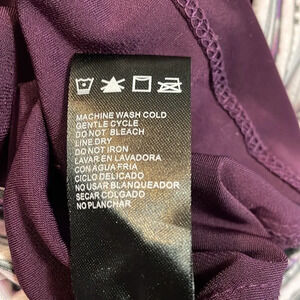 MACHINE WASH COLD
GENTLE CYCLE
DO NOT BLEACH
LINE DRY
DO NOT IRON
LAVAR EN LAVADORA
CON AGUA FRIA
CICLO DELICADO
NO USAR BLANQUEADOR
SECAR COLGADO
NO PLANCHAR